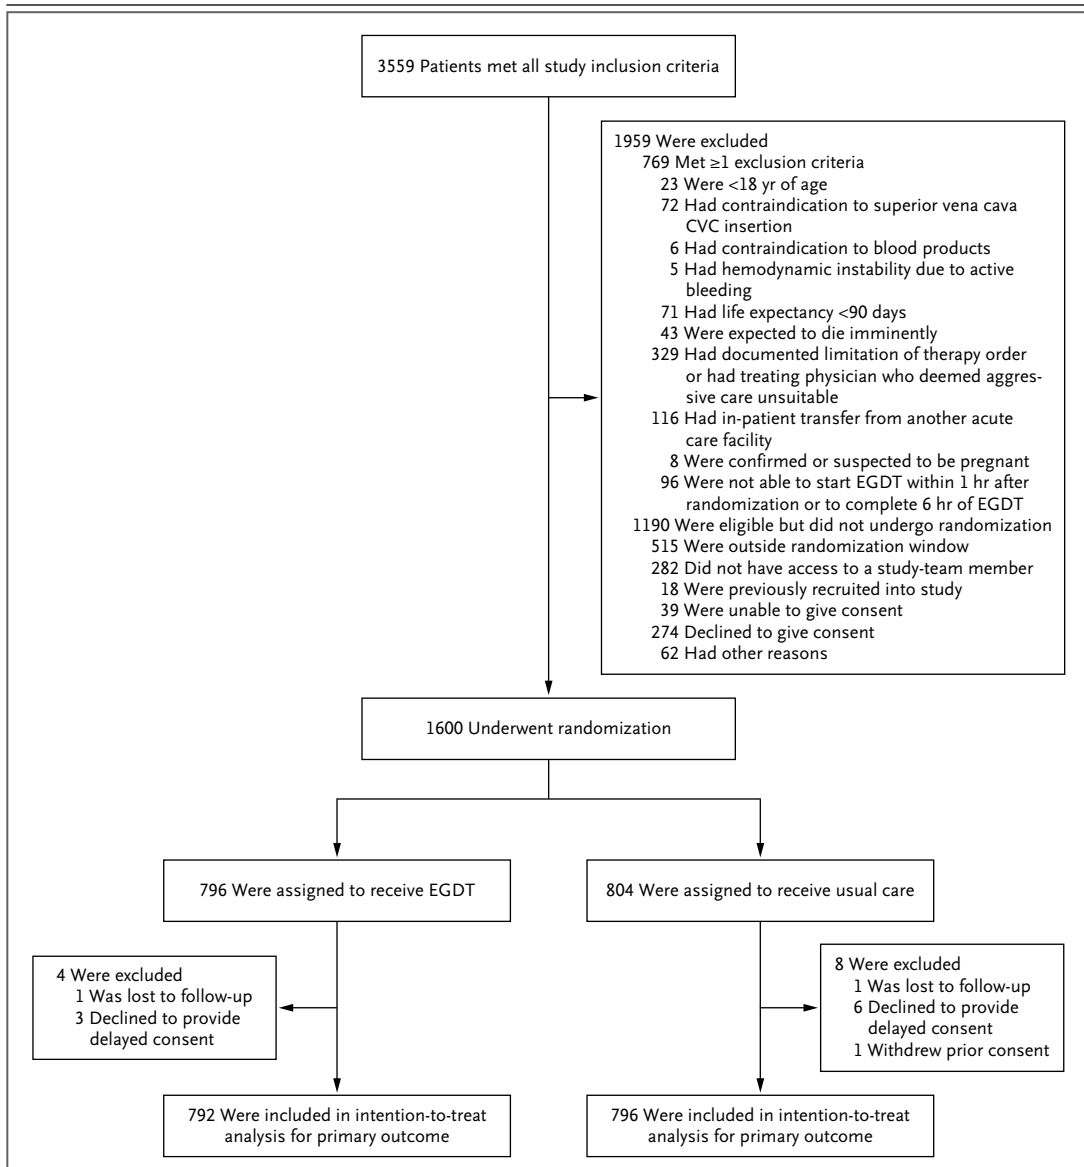 3559 Patients met all study inclusion criteria
1959 Were excluded
769 Met ≥1 exclusion criteria
23 Were <18 yr of age
72 Had contraindication to superior vena cava
CVC insertion
6 Had contraindication to blood products
5 Had hemodynamic instability due to active
bleeding
71 Had life expectancy <90 days
43 Were expected to die imminently
329 Had documented limitation of therapy order
or had treating physician who deemed aggres-
sive care unsuitable
116 Had in-patient transfer from another acute
care facility
8 Were confirmed or suspected to be pregnant
96 Were not able to start EGDT within 1 hr after
randomization or to complete 6 hr of EGDT
1190 Were eligible but did not undergo randomization
515 Were outside randomization window
282 Did not have access to a study-team member
18 Were previously recruited into study
39 Were unable to give consent
274 Declined to give consent
62 Had other reasons
1600 Underwent randomization
796 Were assigned to receive EGDT
804 Were assigned to receive usual care
4 Were excluded
1 Was lost to follow-up
3 Declined to provide
delayed consent
8 Were excluded
1 Was lost to follow-up
6 Declined to provide
delayed consent
1 Withdrew prior consent
792 Were included in intention-to-treat
analysis for primary outcome
796 Were included in intention-to-treat
analysis for primary outcome